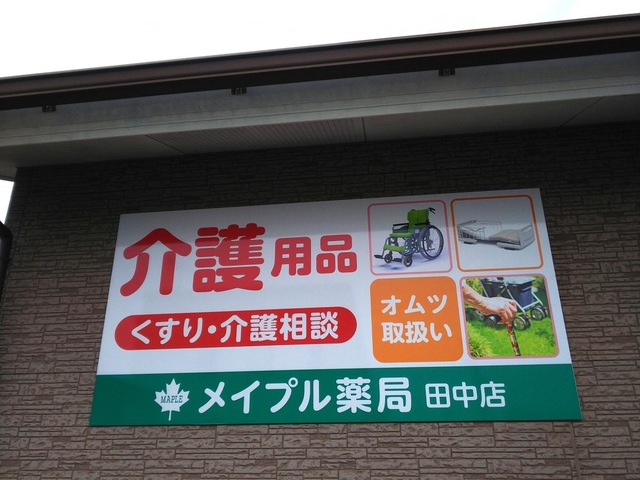 介護用品
くすり・介護相談
オムツ
取扱い
MAPLE
メイプル薬局 田中店